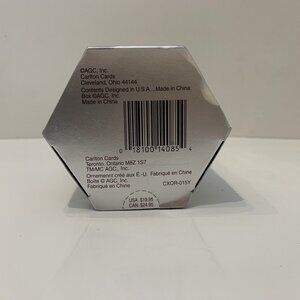 ©AGC, Inc.
Carlton Cards
Cleveland, Ohio 44144
Contents Designed in U.S.A....Made in China
Box ©AGC, Inc.
Made in China
0 18100 14085 4
Carlton Cards
Toronto, Ontario M8Z 1S7
TM/MC AGC, Inc.
Ornement créé aux É.-U. Fabriqué en Chine
Boîte © AGC, Inc.
Fabriqué en Chine
CXOR-015Y
USA $19.95
CAN $24.95